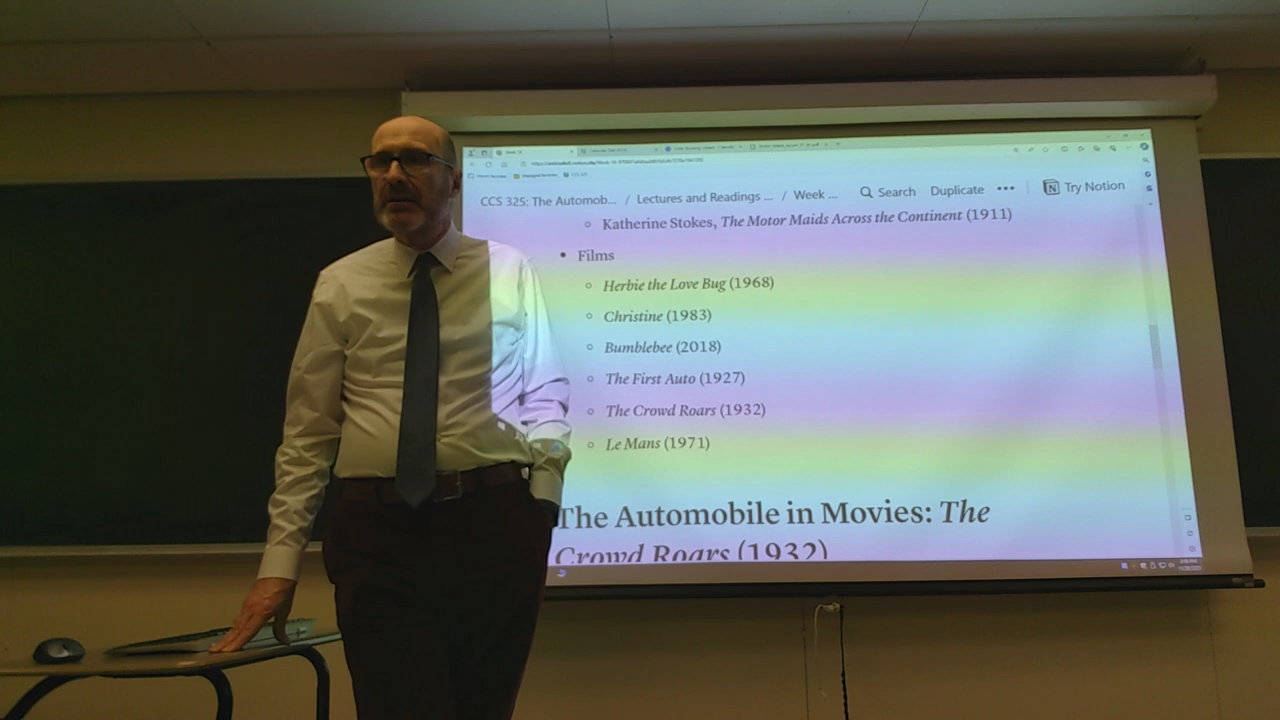 CCS 325: The Automob... / Lectures and Readings ... / Week ... Search Duplicate ••• Try Notion
Katherine Stokes, The Motor Maids Across the Continent (1911)
Films
Herbie the Love Bug (1968)
Christine (1983)
Bumblebee (2018)
The First Auto (1927)
The Crowd Roars (1932)
Le Mans (1971)
The Automobile in Movies: The
Crowd Roars (1932)